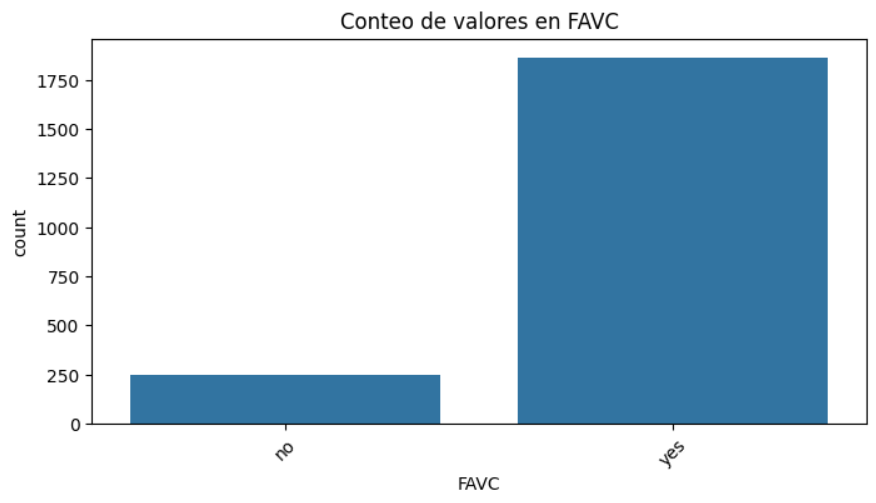 Conteo de valores en FAVC
1750
1500
1250
1000
750
500
250
0
count
no
yes
FAVC